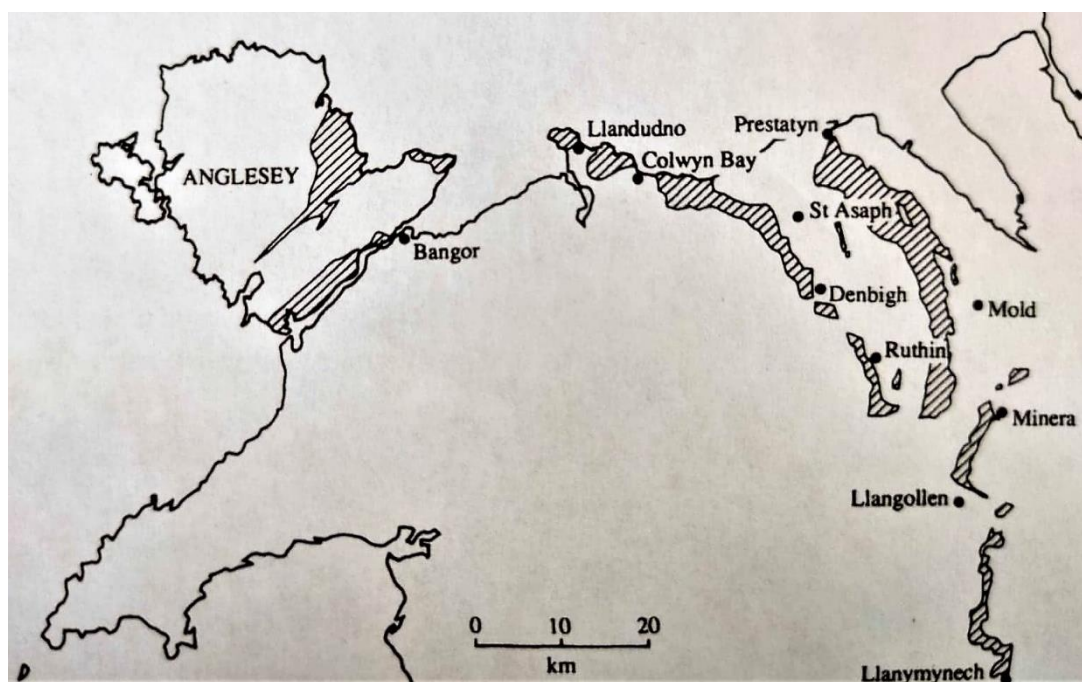 Llandudno
Prestatyn
Colwyn Bay
ANGLESEY
St Asaph
Bangor
Denbigh
Mold
Ruthin
Minera
Llangollen
0 10 20
km
Llanymynech